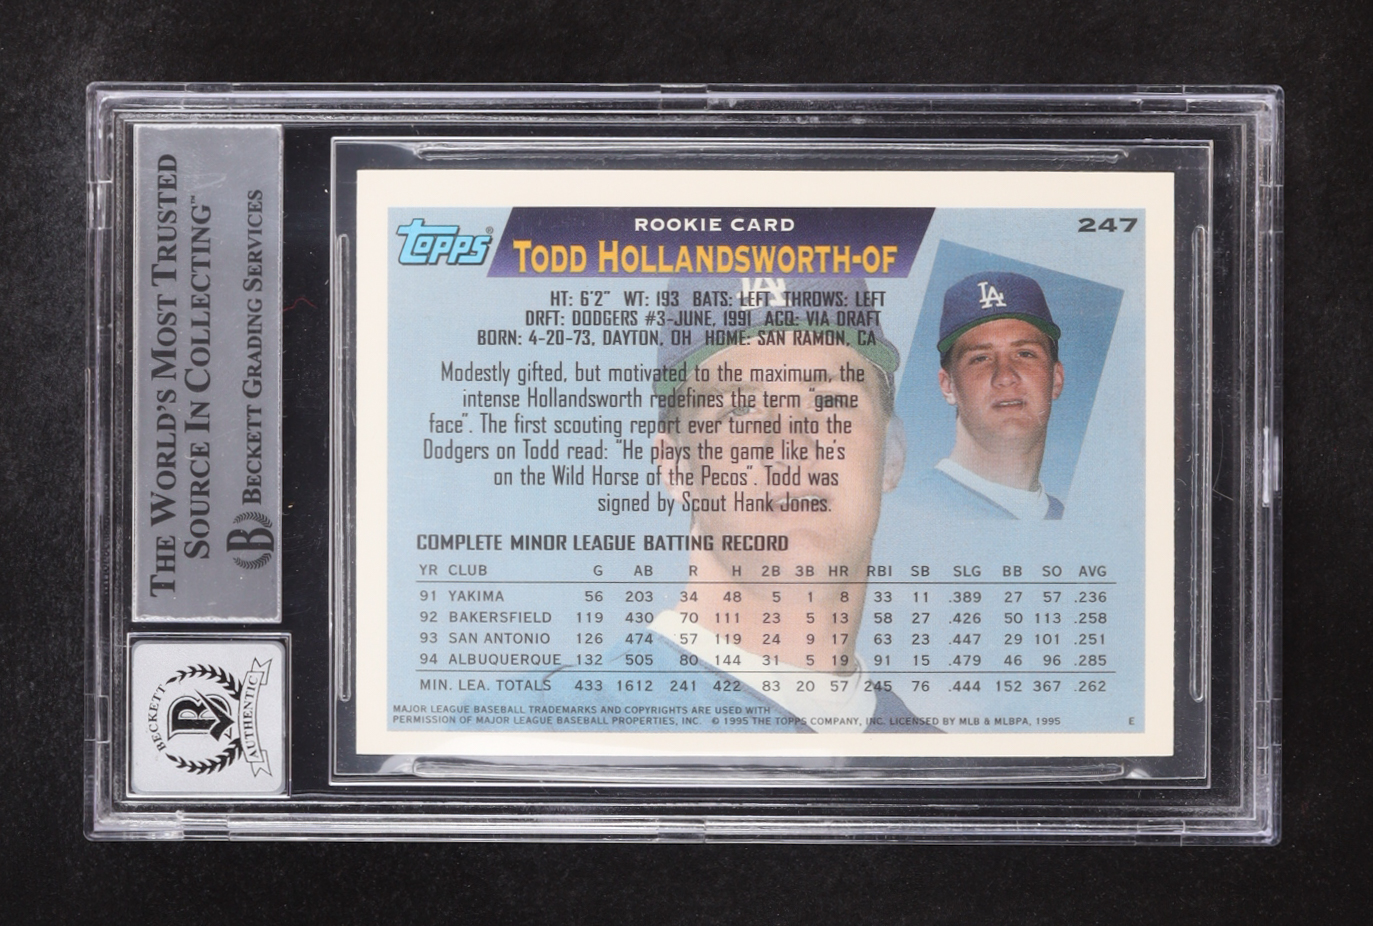 THE WORLD'S MOST TRUSTED
SOURCE IN COLLECTING™
BECKETT GRADING SERVICES
B
BECKETT
B
AUTHENTIC
topps®
ROOKIE CARD
TODD HOLLANDSWORTH-OF
247
LA
LA
HT: 6'2" WT: 193 BATS: LEFT THROWS: LEFT
DRFT: DODGERS #3-JUNE, 1991 ACQ: VIA DRAFT
BORN: 4-20-73, DAYTON, OH HOME: SAN RAMON, CA
Modestly gifted, but motivated to the maximum, the
intense Hollandsworth redefines the term "game
face". The first scouting report ever turned into the
Dodgers on Todd read: "He plays the game like he's
on the Wild Horse of the Pecos". Todd was
signed by Scout Hank Jones.
COMPLETE MINOR LEAGUE BATTING RECORD
YR CLUB G AB R H 2B 3B HR RBI SB SLG BB SO AVG
91 YAKIMA 56 203 34 48 5 1 8 33 11 .389 27 57 .236
92 BAKERSFIELD 119 430 70 111 23 5 13 58 27 .426 50 113 .258
93 SAN ANTONIO 126 474 57 119 24 9 17 63 23 .447 29 101 .251
94 ALBUQUERQUE 132 505 80 144 31 5 19 91 15 .479 46 96 .285
MIN. LEA. TOTALS 433 1612 241 422 83 20 57 245 76 .444 152 367 .262
MAJOR LEAGUE BASEBALL TRADEMARKS AND COPYRIGHTS ARE USED WITH
PERMISSION OF MAJOR LEAGUE BASEBALL PROPERTIES, INC. © 1995 THE TOPPS COMPANY, INC. LICENSED BY MLB & MLBPA, 1995 E